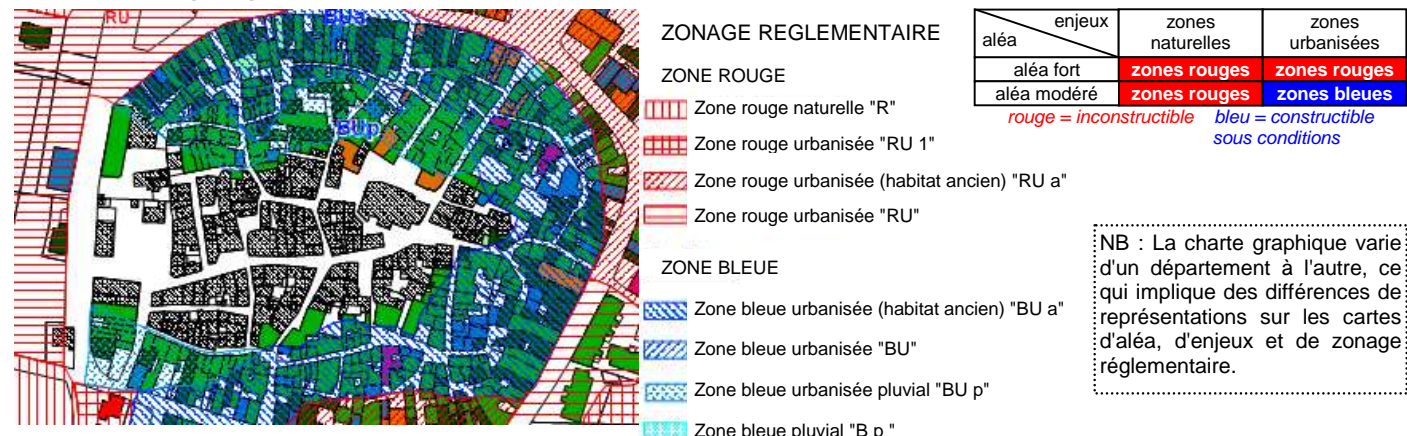 RU
BUa
BUp
ZONAGE REGLEMENTAIRE
ZONE ROUGE
Zone rouge naturelle "R"
Zone rouge urbanisée "RU 1"
Zone rouge urbanisée (habitat ancien) "RU a"
Zone rouge urbanisée "RU"
ZONE BLEUE
Zone bleue urbanisée (habitat ancien) "BU a"
Zone bleue urbanisée "BU"
Zone bleue urbanisée pluvial "BU p"
Zone bleue pluvial "B p "
enjeux
aléa
zones
naturelles
zones
urbanisées
aléa fort zones rouges zones rouges
aléa modéré zones rouges zones bleues
rouge = inconstructible bleu = constructible
sous conditions
NB : La charte graphique varie
d'un département à l'autre, ce
qui implique des différences de
représentations sur les cartes
d'aléa, d'enjeux et de zonage
réglementaire.